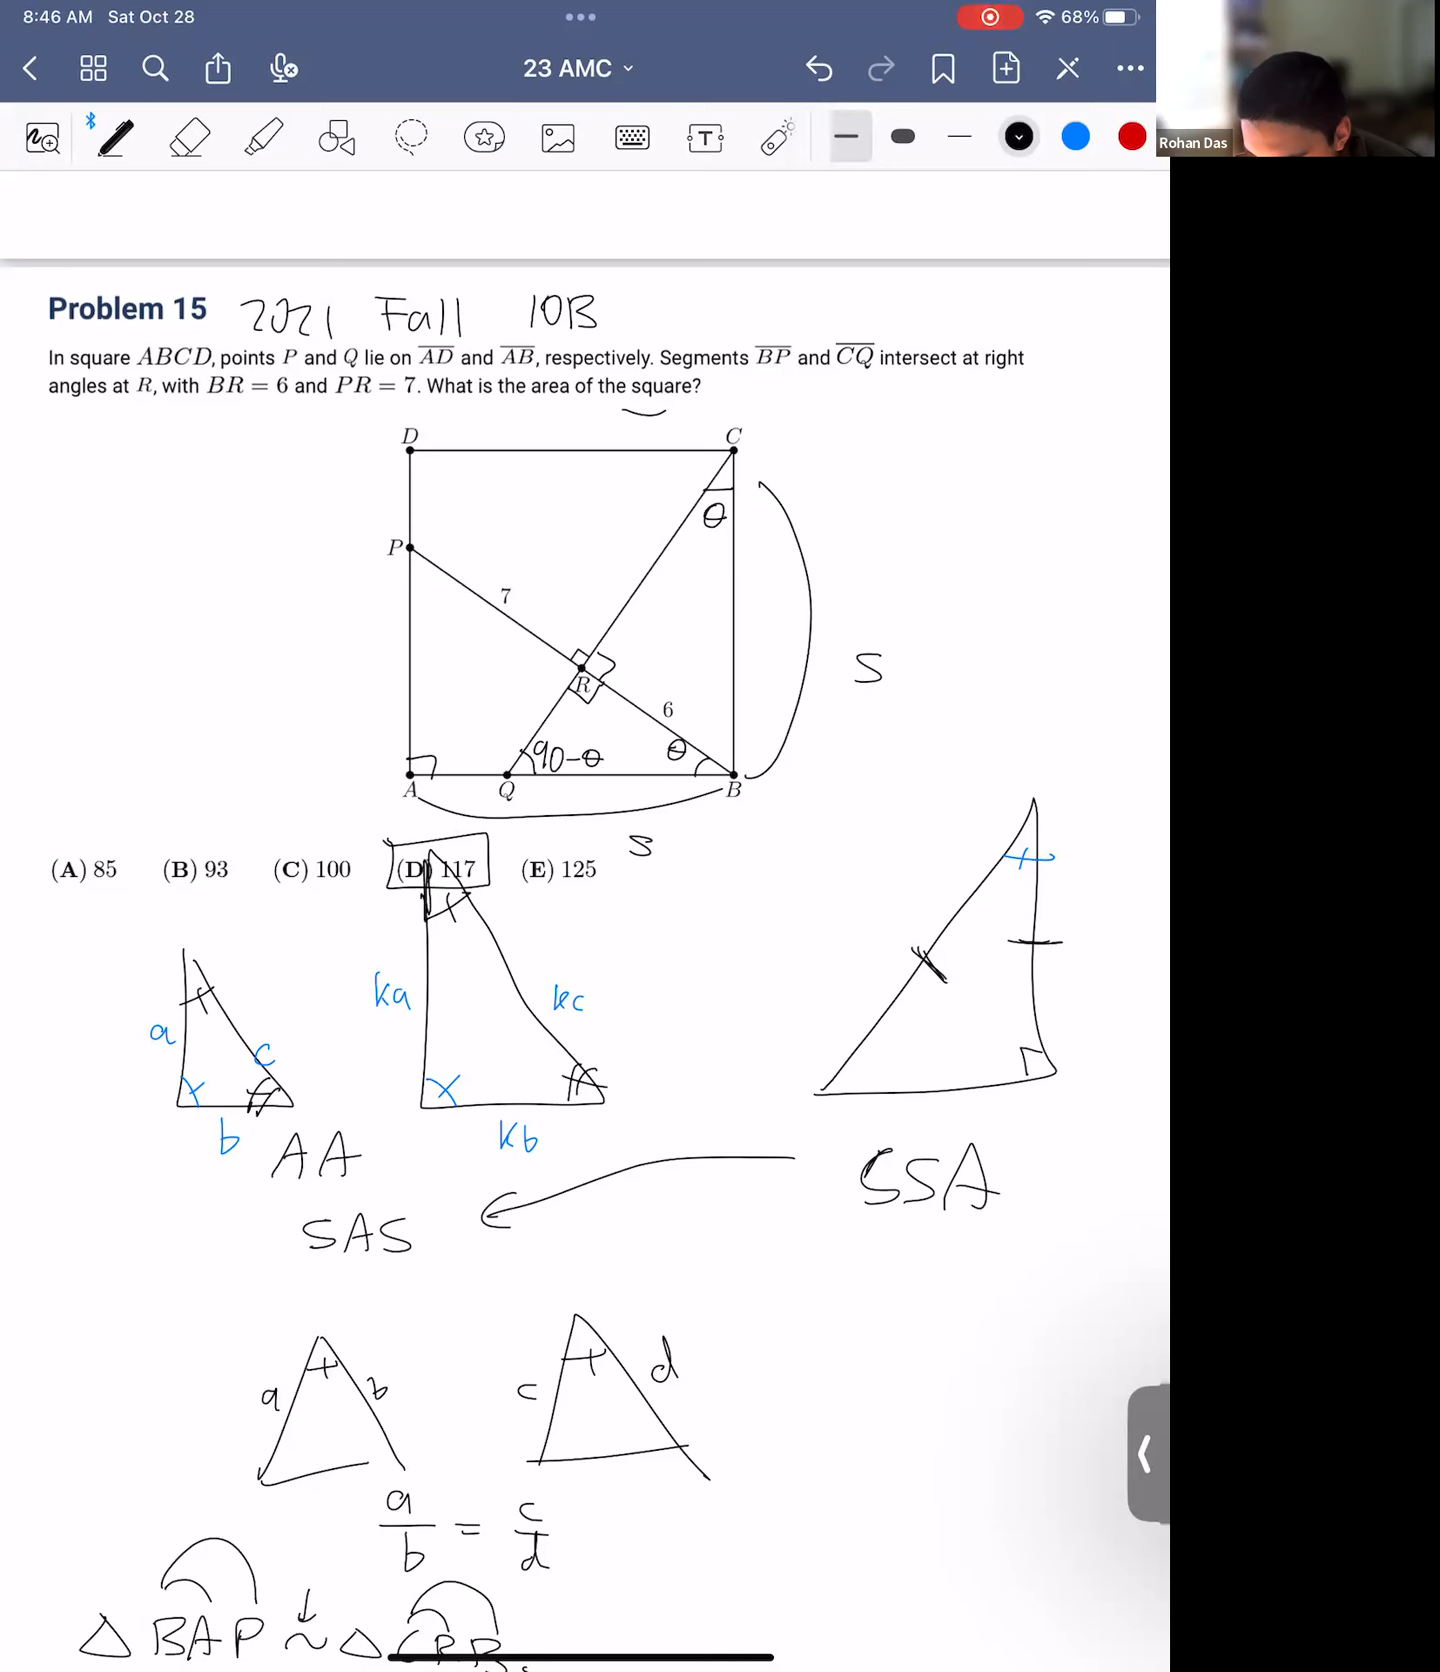 8:46 AM Sat Oct 28
68%
23 AMC
Rohan Das
Problem 15 2021 Fall 10B
In square ABCD, points P and Q lie on AD and AB, respectively. Segments BP and CQ intersect at right
angles at R, with BR = 6 and PR = 7. What is the area of the square?
D C
θ
P
7
S
R
6
90-θ θ
A Q B
S
(A) 85 (B) 93 (C) 100 (D) 117 (E) 125
ka kc
a c
b kb
AA
SSA
SAS
a b c d
a/b = c/d
△ BAP ~ △